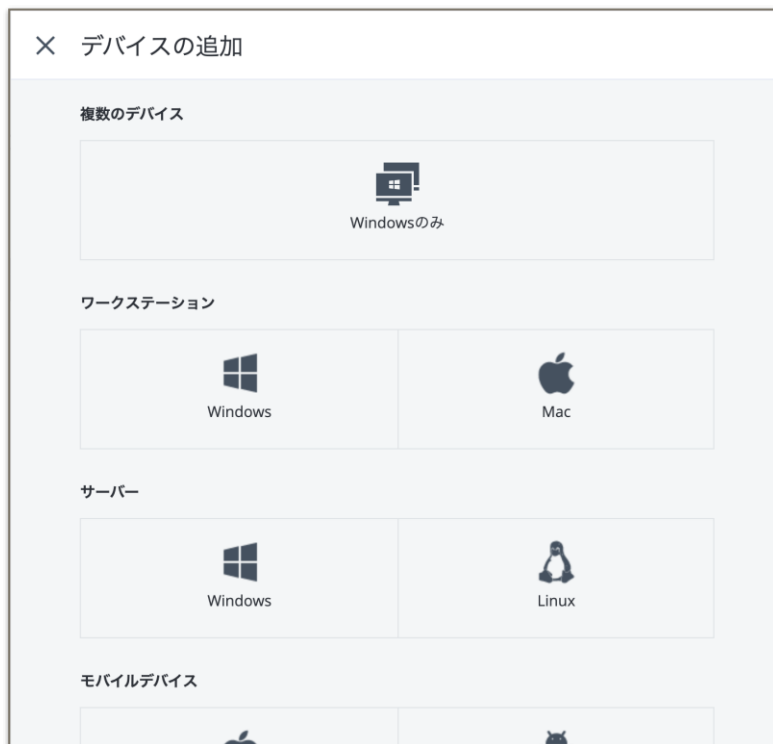 デバイスの追加
複数のデバイス
Windowsのみ
ワークステーション
Windows
Mac
サーバー
Windows
Linux
モバイルデバイス